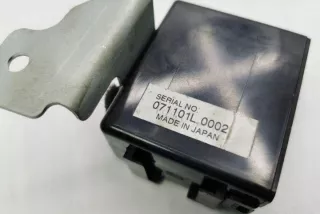 SERIAL NO
071101L 0002
MADE IN JAPAN